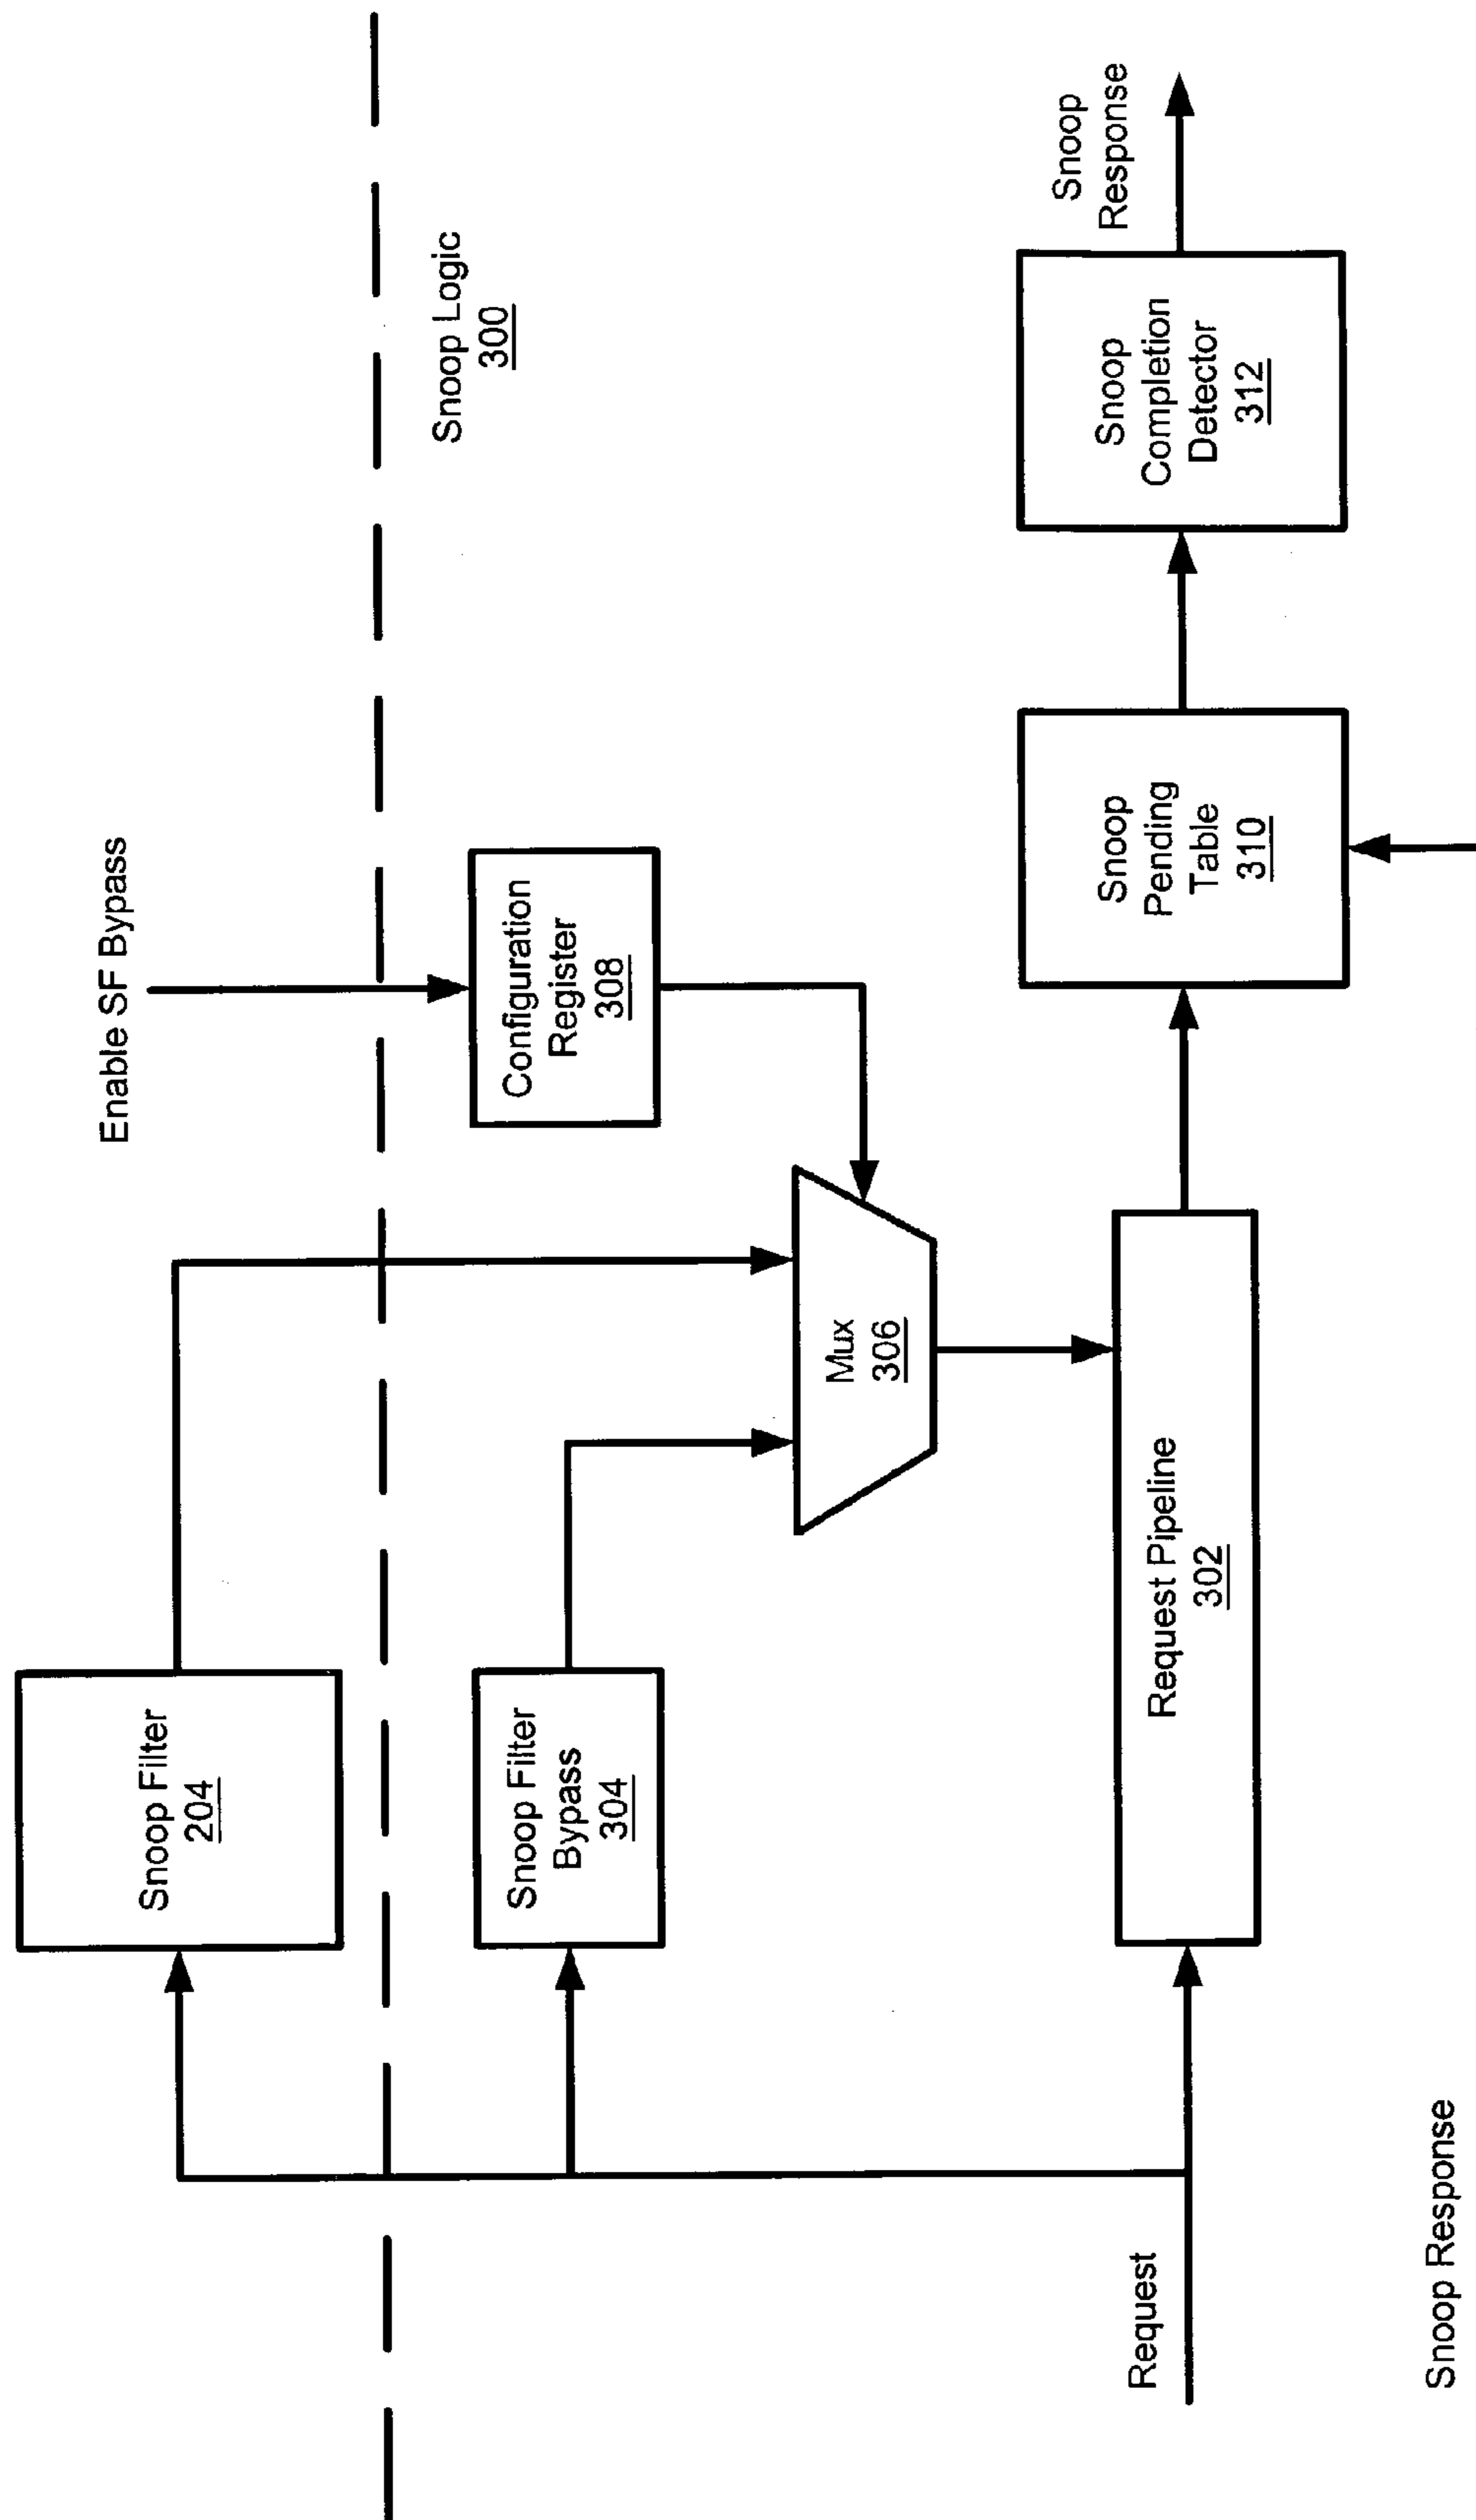 Enable SF Bypass
Snoop Filter
204
Snoop Logic
300
Snoop Filter
Bypass
304
Configuration
Register
308
Mux
306
Request
Request Pipeline
302
Snoop
Pending
Table
310
Snoop
Completion
Detector
312
Snoop
Response
Snoop Response